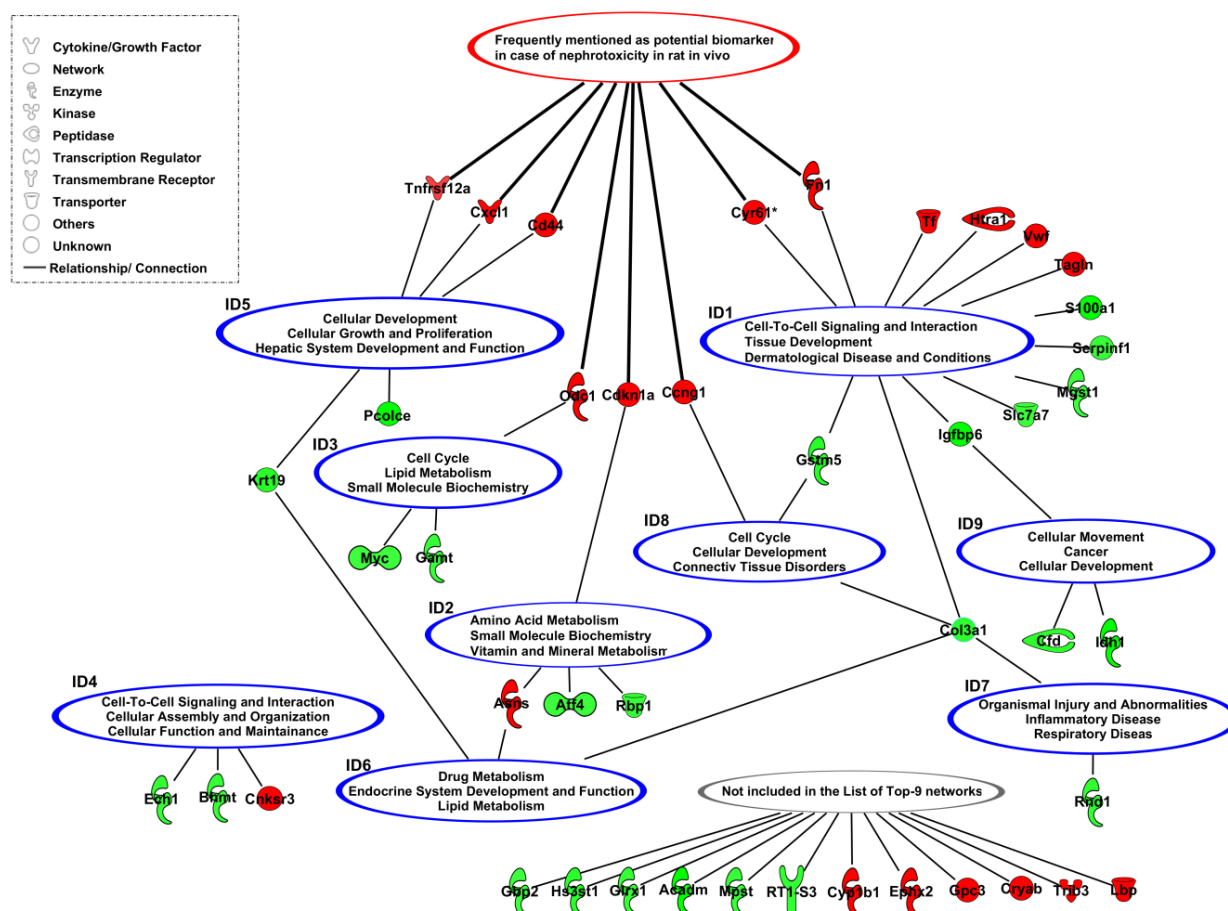 Frequently mentioned as potential biomarker
in case of nephrotoxicity in rat in vivo
Cytokine/Growth Factor
Network
Enzyme
Kinase
Peptidase
Transcription Regulator
Transmembrane Receptor
Transporter
Others
Unknown
Relationship/ Connection
Tnfrsf12a
Cxcl1
Cd44
Cyr61*
Fn1
Tf
Htra1
Vwf
Tagln
S100a1
Serpinf1
Mgst1
Slc7a7
Igfbp6
ID5
Cellular Development
Cellular Growth and Proliferation
Hepatic System Development and Function
ID1
Cell-To-Cell Signaling and Interaction
Tissue Development
Dermatological Disease and Conditions
Odc1
Cdkn1a
Ccng1
Pcolce
Krt19
Gstm5
ID3
Cell Cycle
Lipid Metabolism
Small Molecule Biochemistry
Myc
Gamt
ID8
Cell Cycle
Cellular Development
Connectiv Tissue Disorders
ID9
Cellular Movement
Cancer
Cellular Development
Col3a1
Cfd
Idh1
ID2
Amino Acid Metabolism
Small Molecule Biochemistry
Vitamin and Mineral Metabolism
Asns
Atf4
Rbp1
ID4
Cell-To-Cell Signaling and Interaction
Cellular Assembly and Organization
Cellular Function and Maintainance
Ech1
Bhmt
Cnksr3
ID7
Organismal Injury and Abnormalities
Inflammatory Disease
Respiratory Diseas
Rnd1
ID6
Drug Metabolism
Endocrine System Development and Function
Lipid Metabolism
Not included in the List of Top-9 networks
Gbp2
Hs3st1
Glrx1
Acadm
Mpst
RT1-S3
Cyp1b1
Ephx2
Gpc3
Cryab
Trib3
Lbp